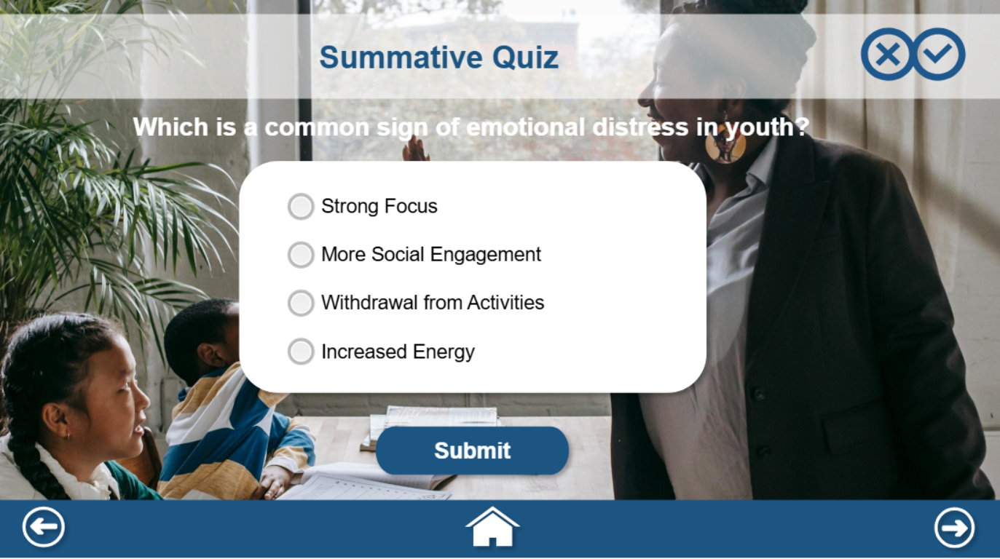 Summative Quiz
Which is a common sign of emotional distress in youth?
Strong Focus
More Social Engagement
Withdrawal from Activities
Increased Energy
Submit